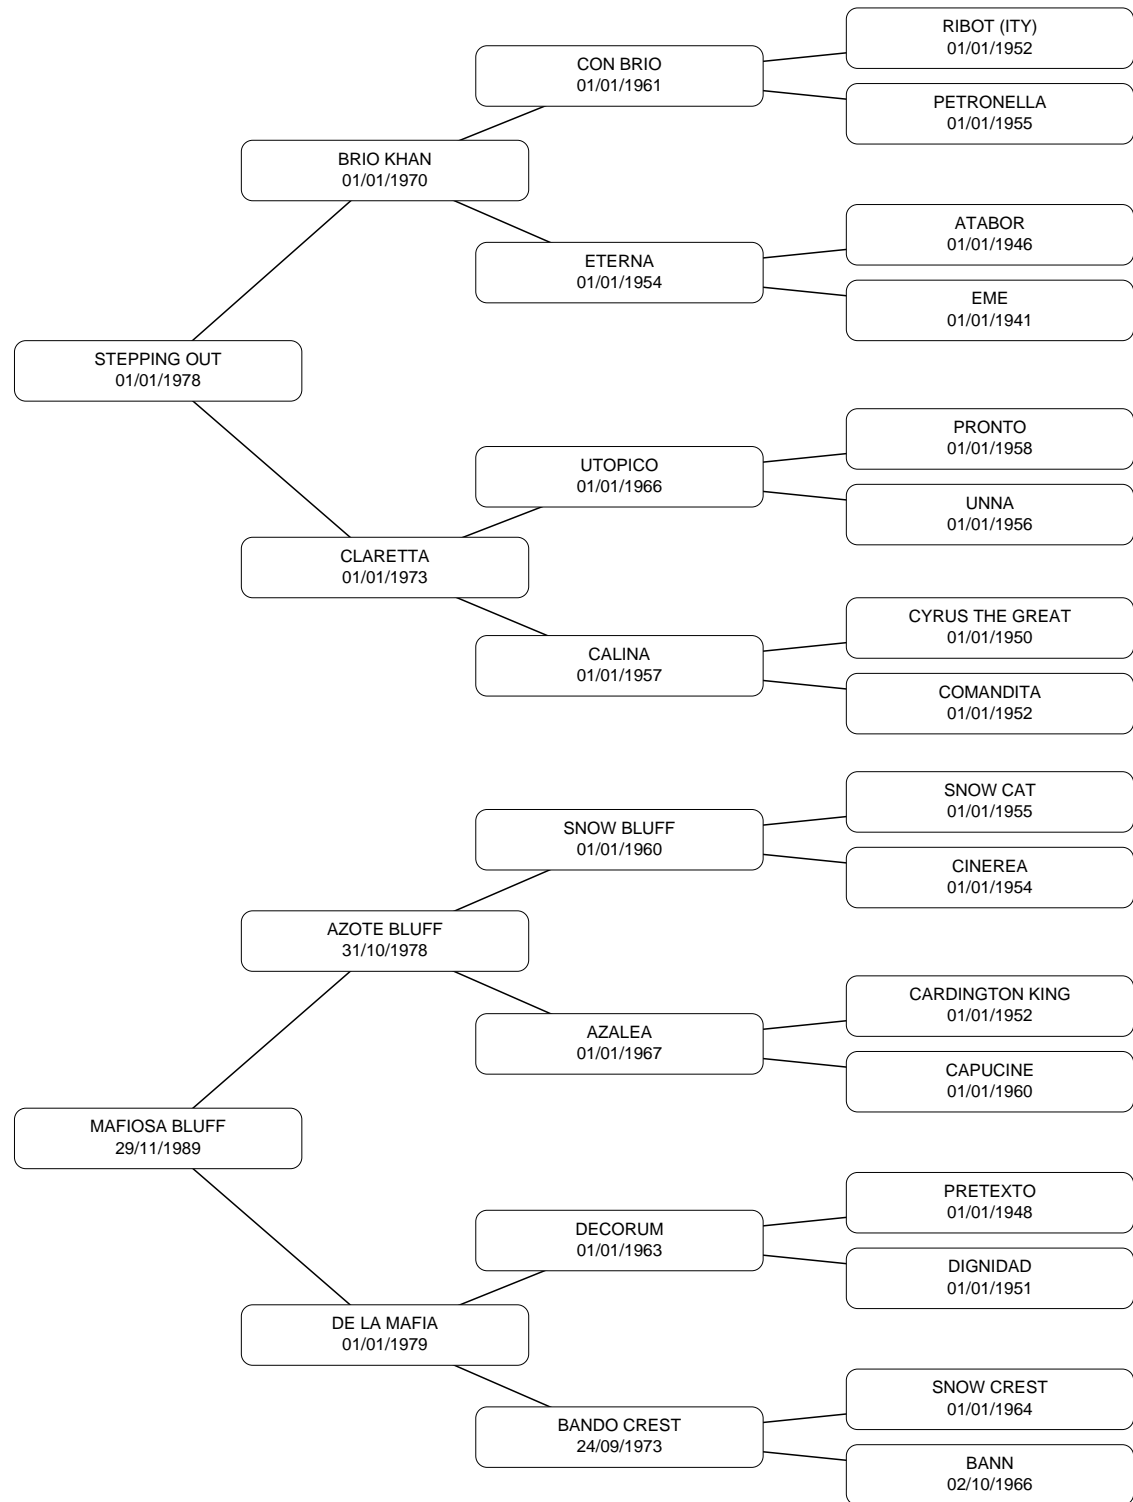 RIBOT (ITY)
01/01/1952
CON BRIO
01/01/1961
PETRONELLA
01/01/1955
BRIO KHAN
01/01/1970
ATABOR
01/01/1946
ETERNA
01/01/1954
EME
01/01/1941
STEPPING OUT
01/01/1978
PRONTO
01/01/1958
UTOPICO
01/01/1966
UNNA
01/01/1956
CLARETTA
01/01/1973
CYRUS THE GREAT
01/01/1950
CALINA
01/01/1957
COMANDITA
01/01/1952
SNOW CAT
01/01/1955
SNOW BLUFF
01/01/1960
CINEREA
01/01/1954
AZOTE BLUFF
31/10/1978
CARDINGTON KING
01/01/1952
AZALEA
01/01/1967
CAPUCINE
01/01/1960
MAFIOSA BLUFF
29/11/1989
PRETEXTO
01/01/1948
DECORUM
01/01/1963
DIGNIDAD
01/01/1951
DE LA MAFIA
01/01/1979
SNOW CREST
01/01/1964
BANDO CREST
24/09/1973
BANN
02/10/1966